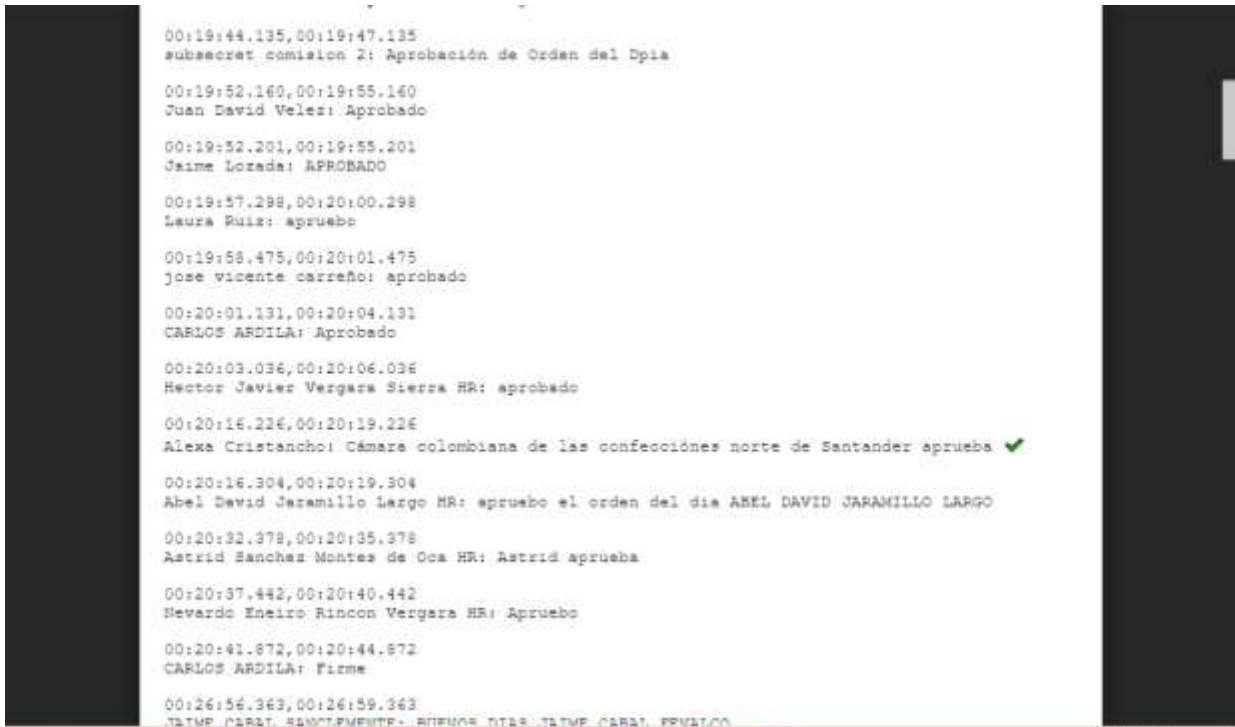 00:19:44.135,00:19:47.135
subsecret comision 2: Aprobación de Orden del Dpia
00:19:52.160,00:19:55.160
Juan David Velez: Aprobado
00:19:52.201,00:19:55.201
Jaime Lozada: APROBADO
00:19:57.298,00:20:00.298
Laura Ruiz: apruebo
00:19:58.475,00:20:01.475
jose vicente carreño: aprobado
00:20:01.131,00:20:04.131
CARLOS ARDILA: Aprobado
00:20:03.036,00:20:06.036
Hector Javier Vergara Sierra HR: aprobado
00:20:16.226,00:20:19.226
Alexa Cristancho: Cámara colombiana de las confecciónes norte de Santander aprueba ✔
00:20:16.304,00:20:19.304
Abel David Jaramillo Largo HR: apruebo el orden del dia ABEL DAVID JARAMILLO LARGO
00:20:32.378,00:20:35.378
Astrid Sanchez Montes de Oca HR: Astrid aprueba
00:20:37.442,00:20:40.442
Nevardo Eneiro Rincon Vergara HR: Apruebo
00:20:41.872,00:20:44.872
CARLOS ARDILA: Firme
00:26:56.363,00:26:59.363
JAIME CABAL SANCLEMENTE: BUENOS DIAS JAIME CABAL FENALCO